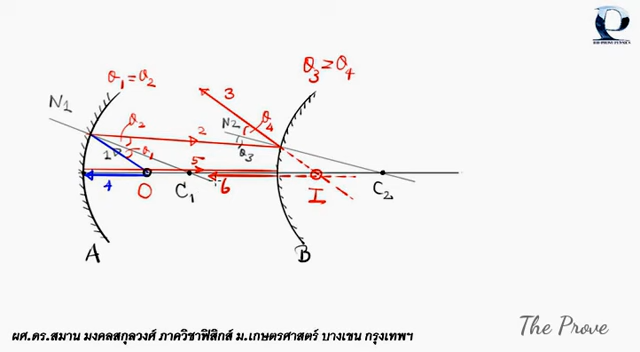 THE PROVE PHYSICS
θ₁ = θ₂
θ₃ = θ₄
N1
θ₂
1
θ₁
2
3
N2
θ₄
θ₃
5
4
6
O
C₁
I
C₂
A
B
The Prove
ผศ.ดร.สมาน มงคลสกุลวงศ์ ภาควิชาฟิสิกส์ ม.เกษตรศาสตร์ บางเขน กรุงเทพฯ